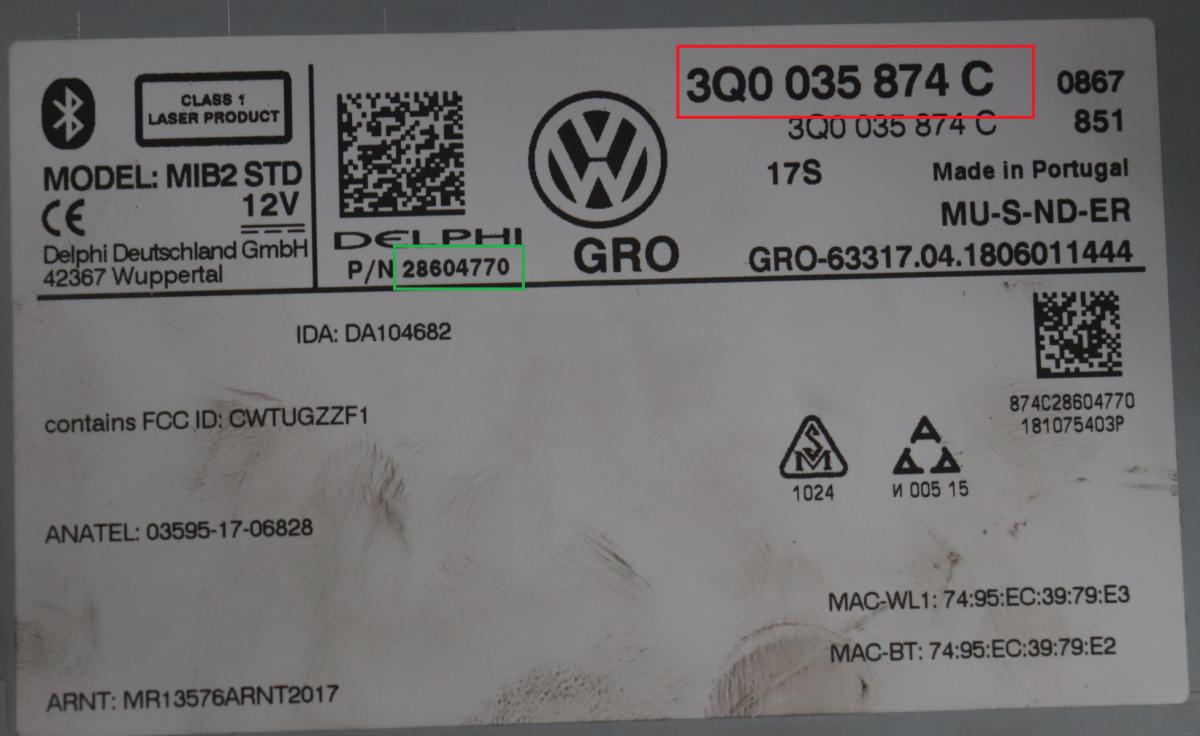 CLASS 1
LASER PRODUCT
MODEL: MIB2 STD
12V
CE
Delphi Deutschland GmbH
42367 Wuppertal
DELPHI
P/N 28604770
GRO
3Q0 035 874 C 0867
3Q0 035 874 C 851
17S Made in Portugal
MU-S-ND-ER
GRO-63317.04.1806011444
IDA: DA104682
874C28604770
181075403P
contains FCC ID: CWTUGZZF1
SM
1024
И 005 15
ANATEL: 03595-17-06828
MAC-WL1: 74:95:EC:39:79:E3
MAC-BT: 74:95:EC:39:79:E2
ARNT: MR13576ARNT2017